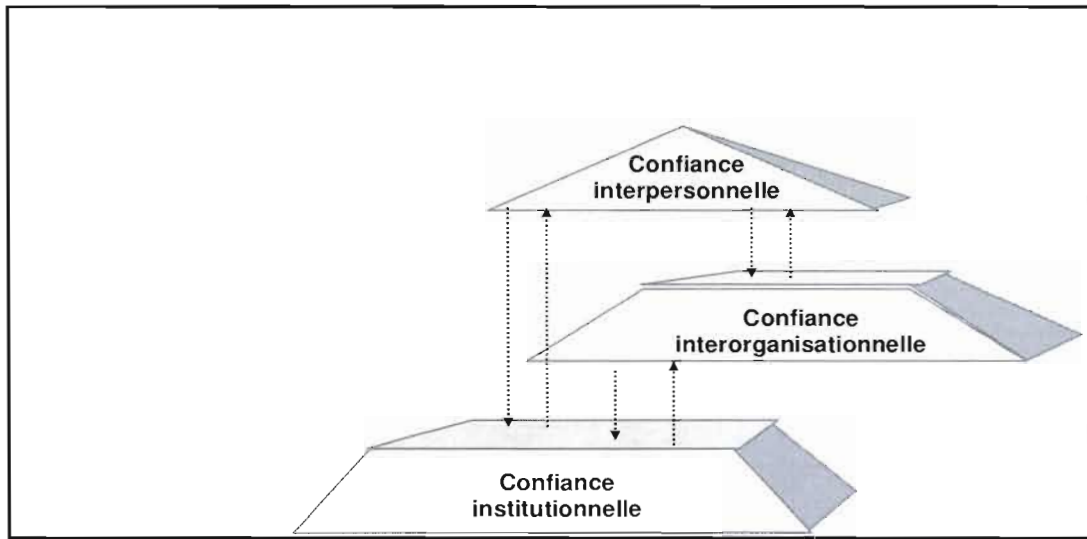 Confiance
interpersonnelle
Confiance
interorganisationnelle
Confiance
institutionnelle